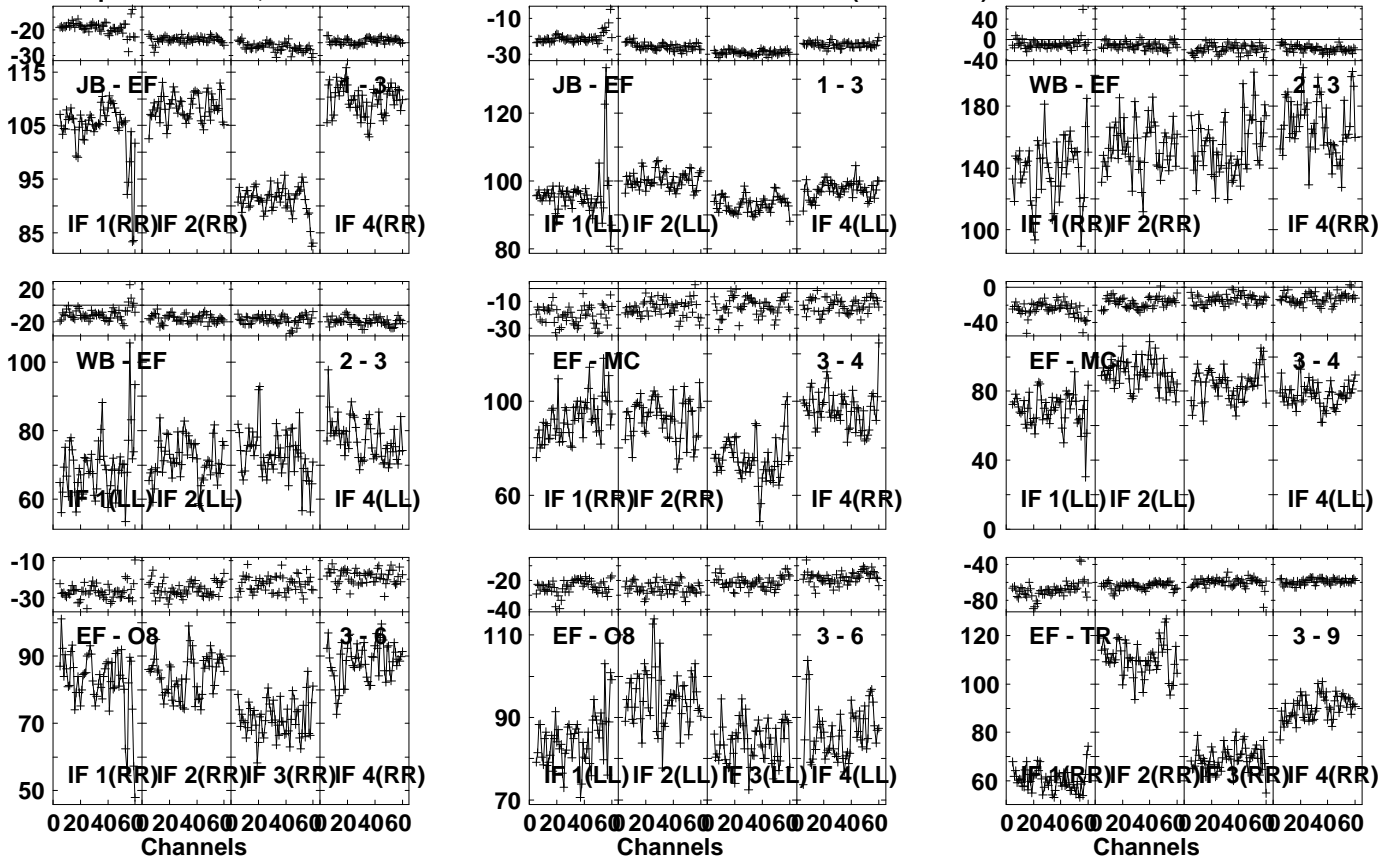 -20
-30
115
105
95
85
JB - EF
1 - 3
IF 1(RR)
IF 2(RR)
IF 4(RR)
-10
-30
120
100
80
JB - EF
1 - 3
IF 1(LL)
IF 2(LL)
IF 4(LL)
40
0
-40
180
140
100
WB - EF
2 - 3
IF 1(RR)
IF 2(RR)
IF 4(RR)
20
-20
100
80
60
WB - EF
2 - 3
IF 1(LL)
IF 2(LL)
IF 4(LL)
-10
-30
100
60
EF - MC
3 - 4
IF 1(RR)
IF 2(RR)
IF 4(RR)
0
-40
80
40
0
EF - MC
3 - 4
IF 1(LL)
IF 2(LL)
IF 4(LL)
-10
-30
90
70
50
EF - O8
3 - 6
IF 1(RR)
IF 2(RR)
IF 3(RR)
IF 4(RR)
0 20 40 60 0 20 40 60 0 20 40 60 0 20 40 60
Channels
-20
-40
110
90
70
EF - O8
3 - 6
IF 1(LL)
IF 2(LL)
IF 3(LL)
IF 4(LL)
0 20 40 60 0 20 40 60 0 20 40 60 0 20 40 60
Channels
-40
-80
120
100
80
60
EF - TR
3 - 9
IF 1(RR)
IF 2(RR)
IF 3(RR)
IF 4(RR)
0 20 40 60 0 20 40 60 0 20 40 60 0 20 40 60
Channels